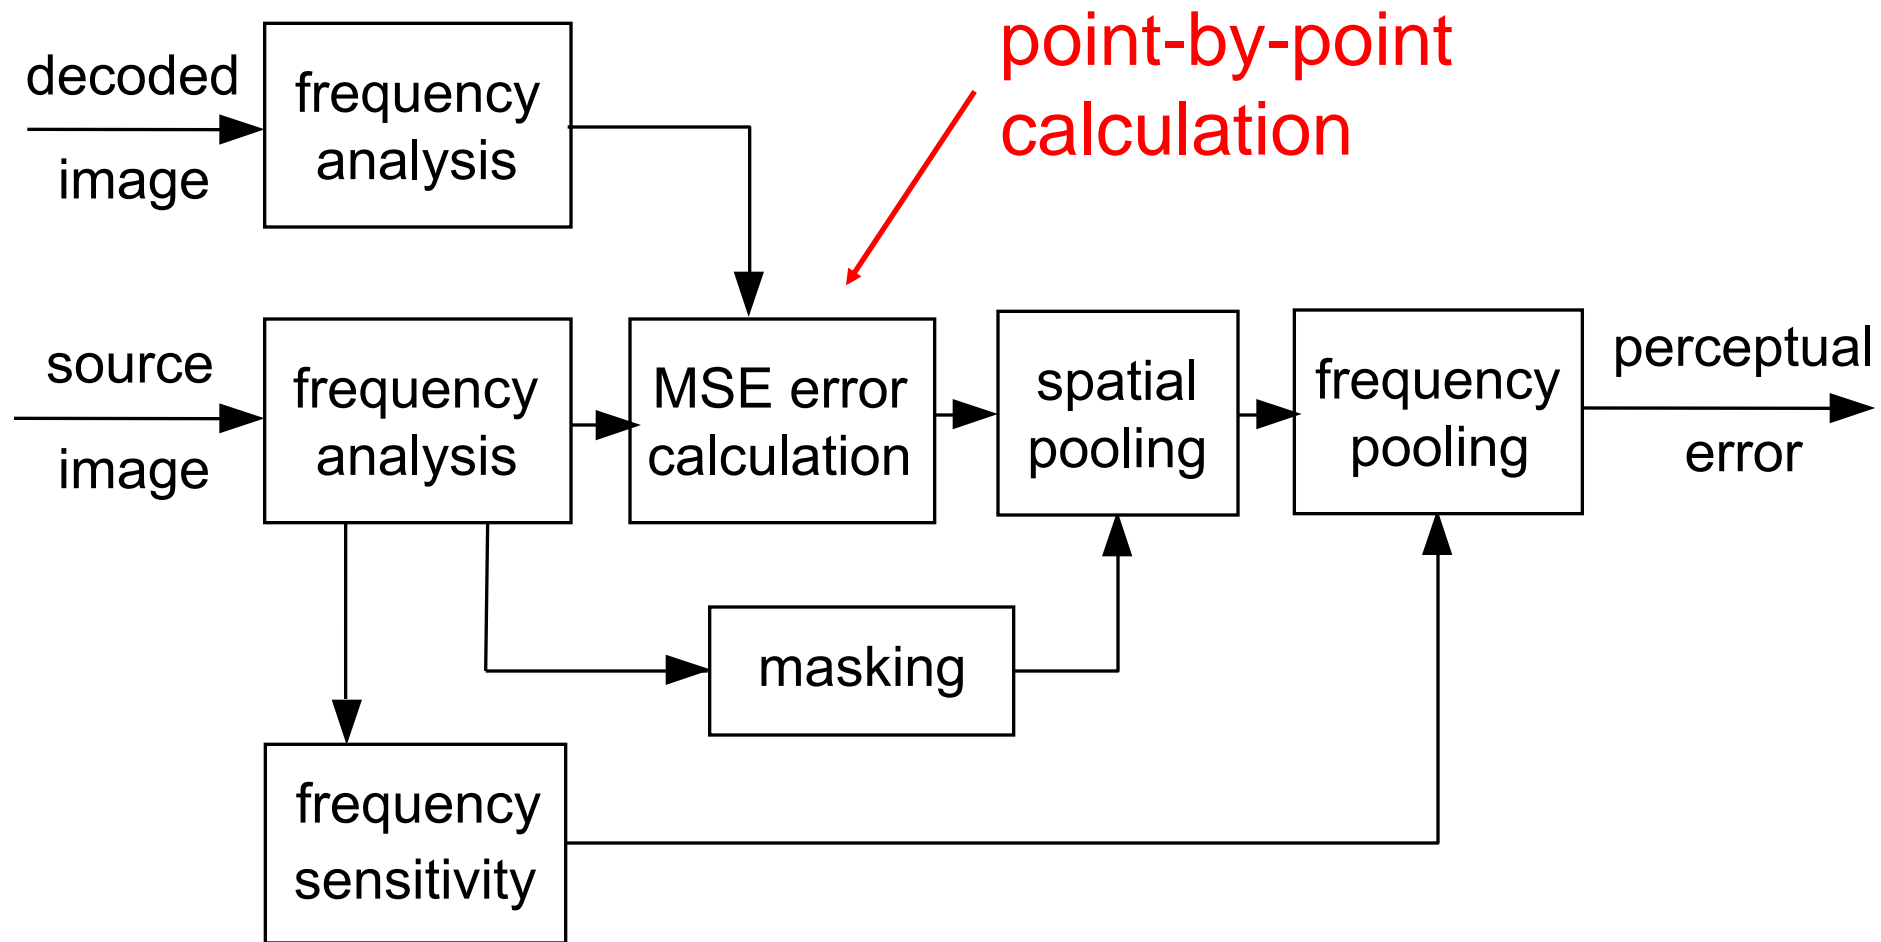 point-by-point
calculation
decoded
image
frequency
analysis
source
image
frequency
analysis
MSE error
calculation
spatial
pooling
frequency
pooling
perceptual
error
masking
frequency
sensitivity